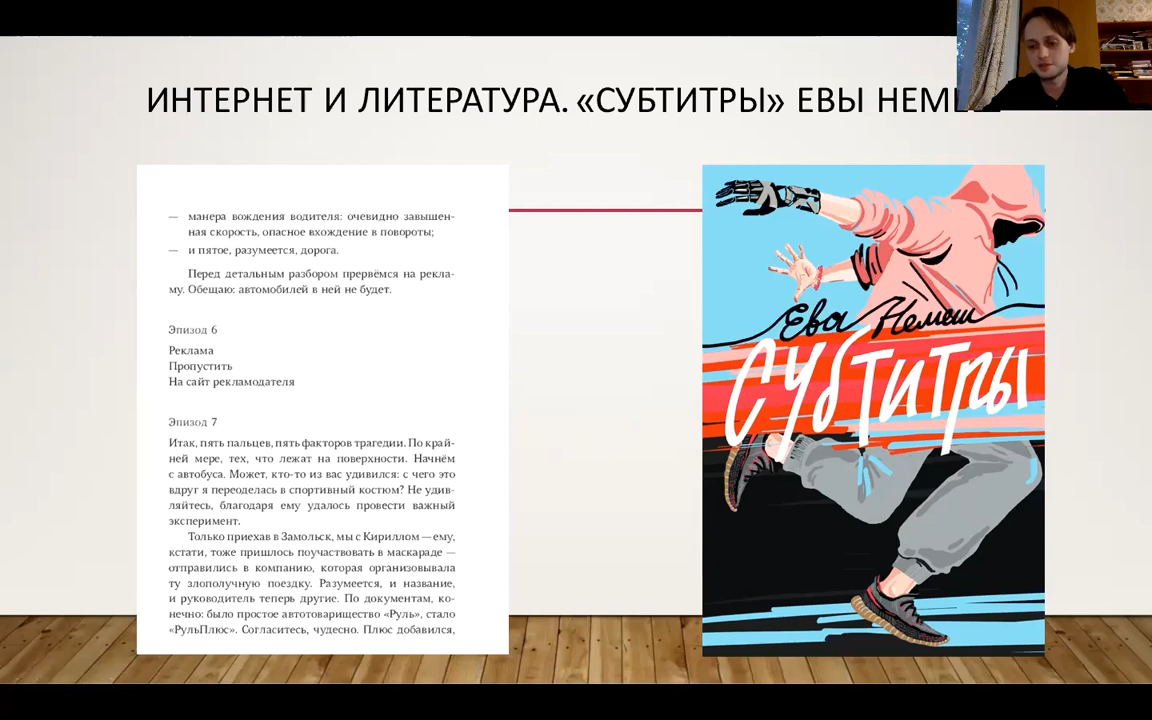 ИНТЕРНЕТ И ЛИТЕРАТУРА. «СУБТИТРЫ» ЕВЫ
— манера вождения водителя: очевидно завышен-
ная скорость, опасное вхождение в повороты;
— и пятое, разумеется, дорога.
Перед детальным разбором прервёмся на рекла-
му. Обещаю: автомобилей в ней не будет.
Эпизод 6
Реклама
Пропустить
На сайт рекламодателя
Эпизод 7
Итак, пять пальцев, пять факторов трагедии. По край-
ней мере, тех, что лежат на поверхности. Начнём
с автобуса. Может, кто-то из вас удивился: с чего это
вдруг я переоделась в спортивный костюм? Не удив-
ляйтесь, благодаря ему удалось провести важный
эксперимент.
Только приехав в Замольск, мы с Кириллом — ему,
кстати, тоже пришлось поучаствовать в маскараде —
отправились в компанию, которая организовывала
ту злополучную поездку. Разумеется, и название,
и руководитель теперь другие. По документам, ко-
нечно: было простое автотоварищество «Руль», стало
«РульПлюс». Согласитесь, чудесно. Плюс добавился,
Ева Немеш
СУБТИТРЫ